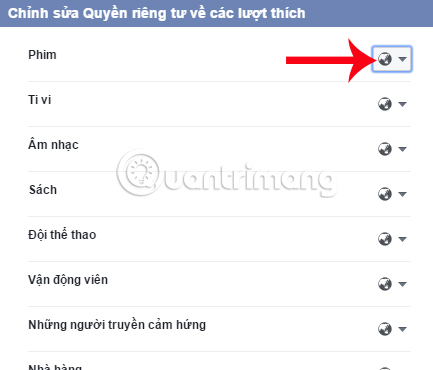 Chỉnh sửa Quyền riêng tư về các lượt thích
Phim
Ti vi
Âm nhạc
Quantrimang
Sách
Đội thể thao
Vận động viên
Những người truyền cảm hứng
Nhà hàng